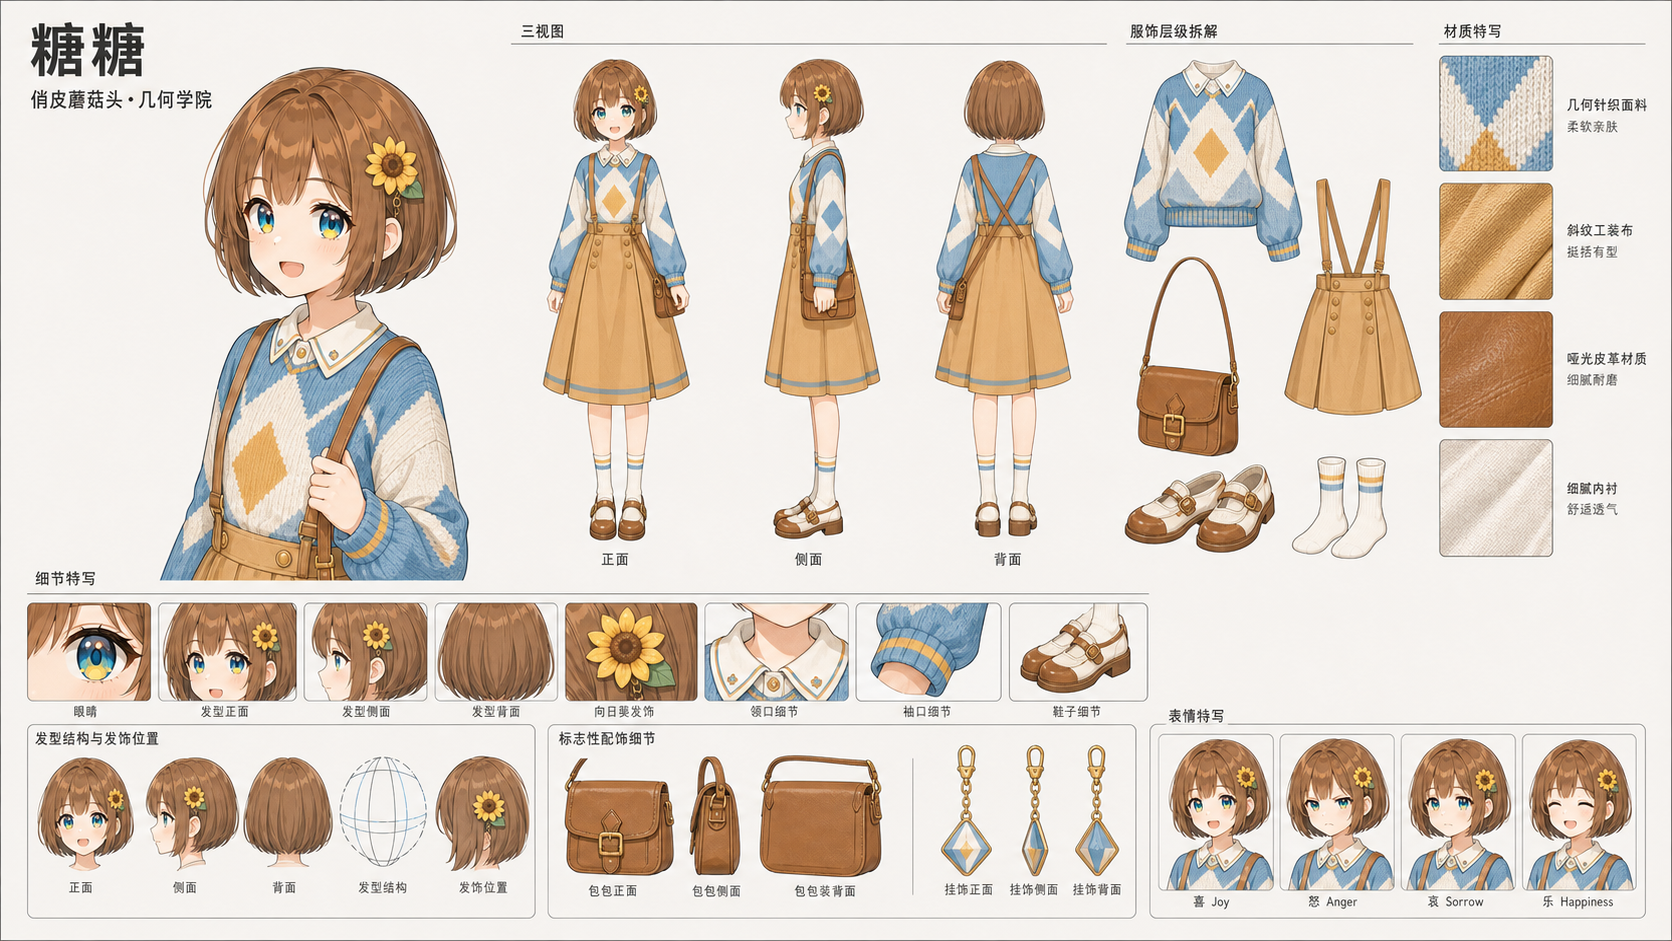 糖糖
俏皮蘑菇头•几何学院
三视图
正面
侧面
背面
服饰层级拆解
材质特写
几何针织面料
柔软亲肤
斜纹工装布
挺括有型
哑光皮革材质
细腻耐磨
细腻内衬
舒适透气
细节特写
眼睛
发型正面
发型侧面
发型背面
向日葵发饰
领口细节
袖口细节
鞋子细节
发型结构与发饰位置
正面
侧面
背面
发型结构
发饰位置
标志性配饰细节
包包正面
包包侧面
包包装背面
挂饰正面
挂饰侧面
挂饰背面
表情特写
喜 Joy
怒 Anger
哀 Sorrow
乐 Happiness